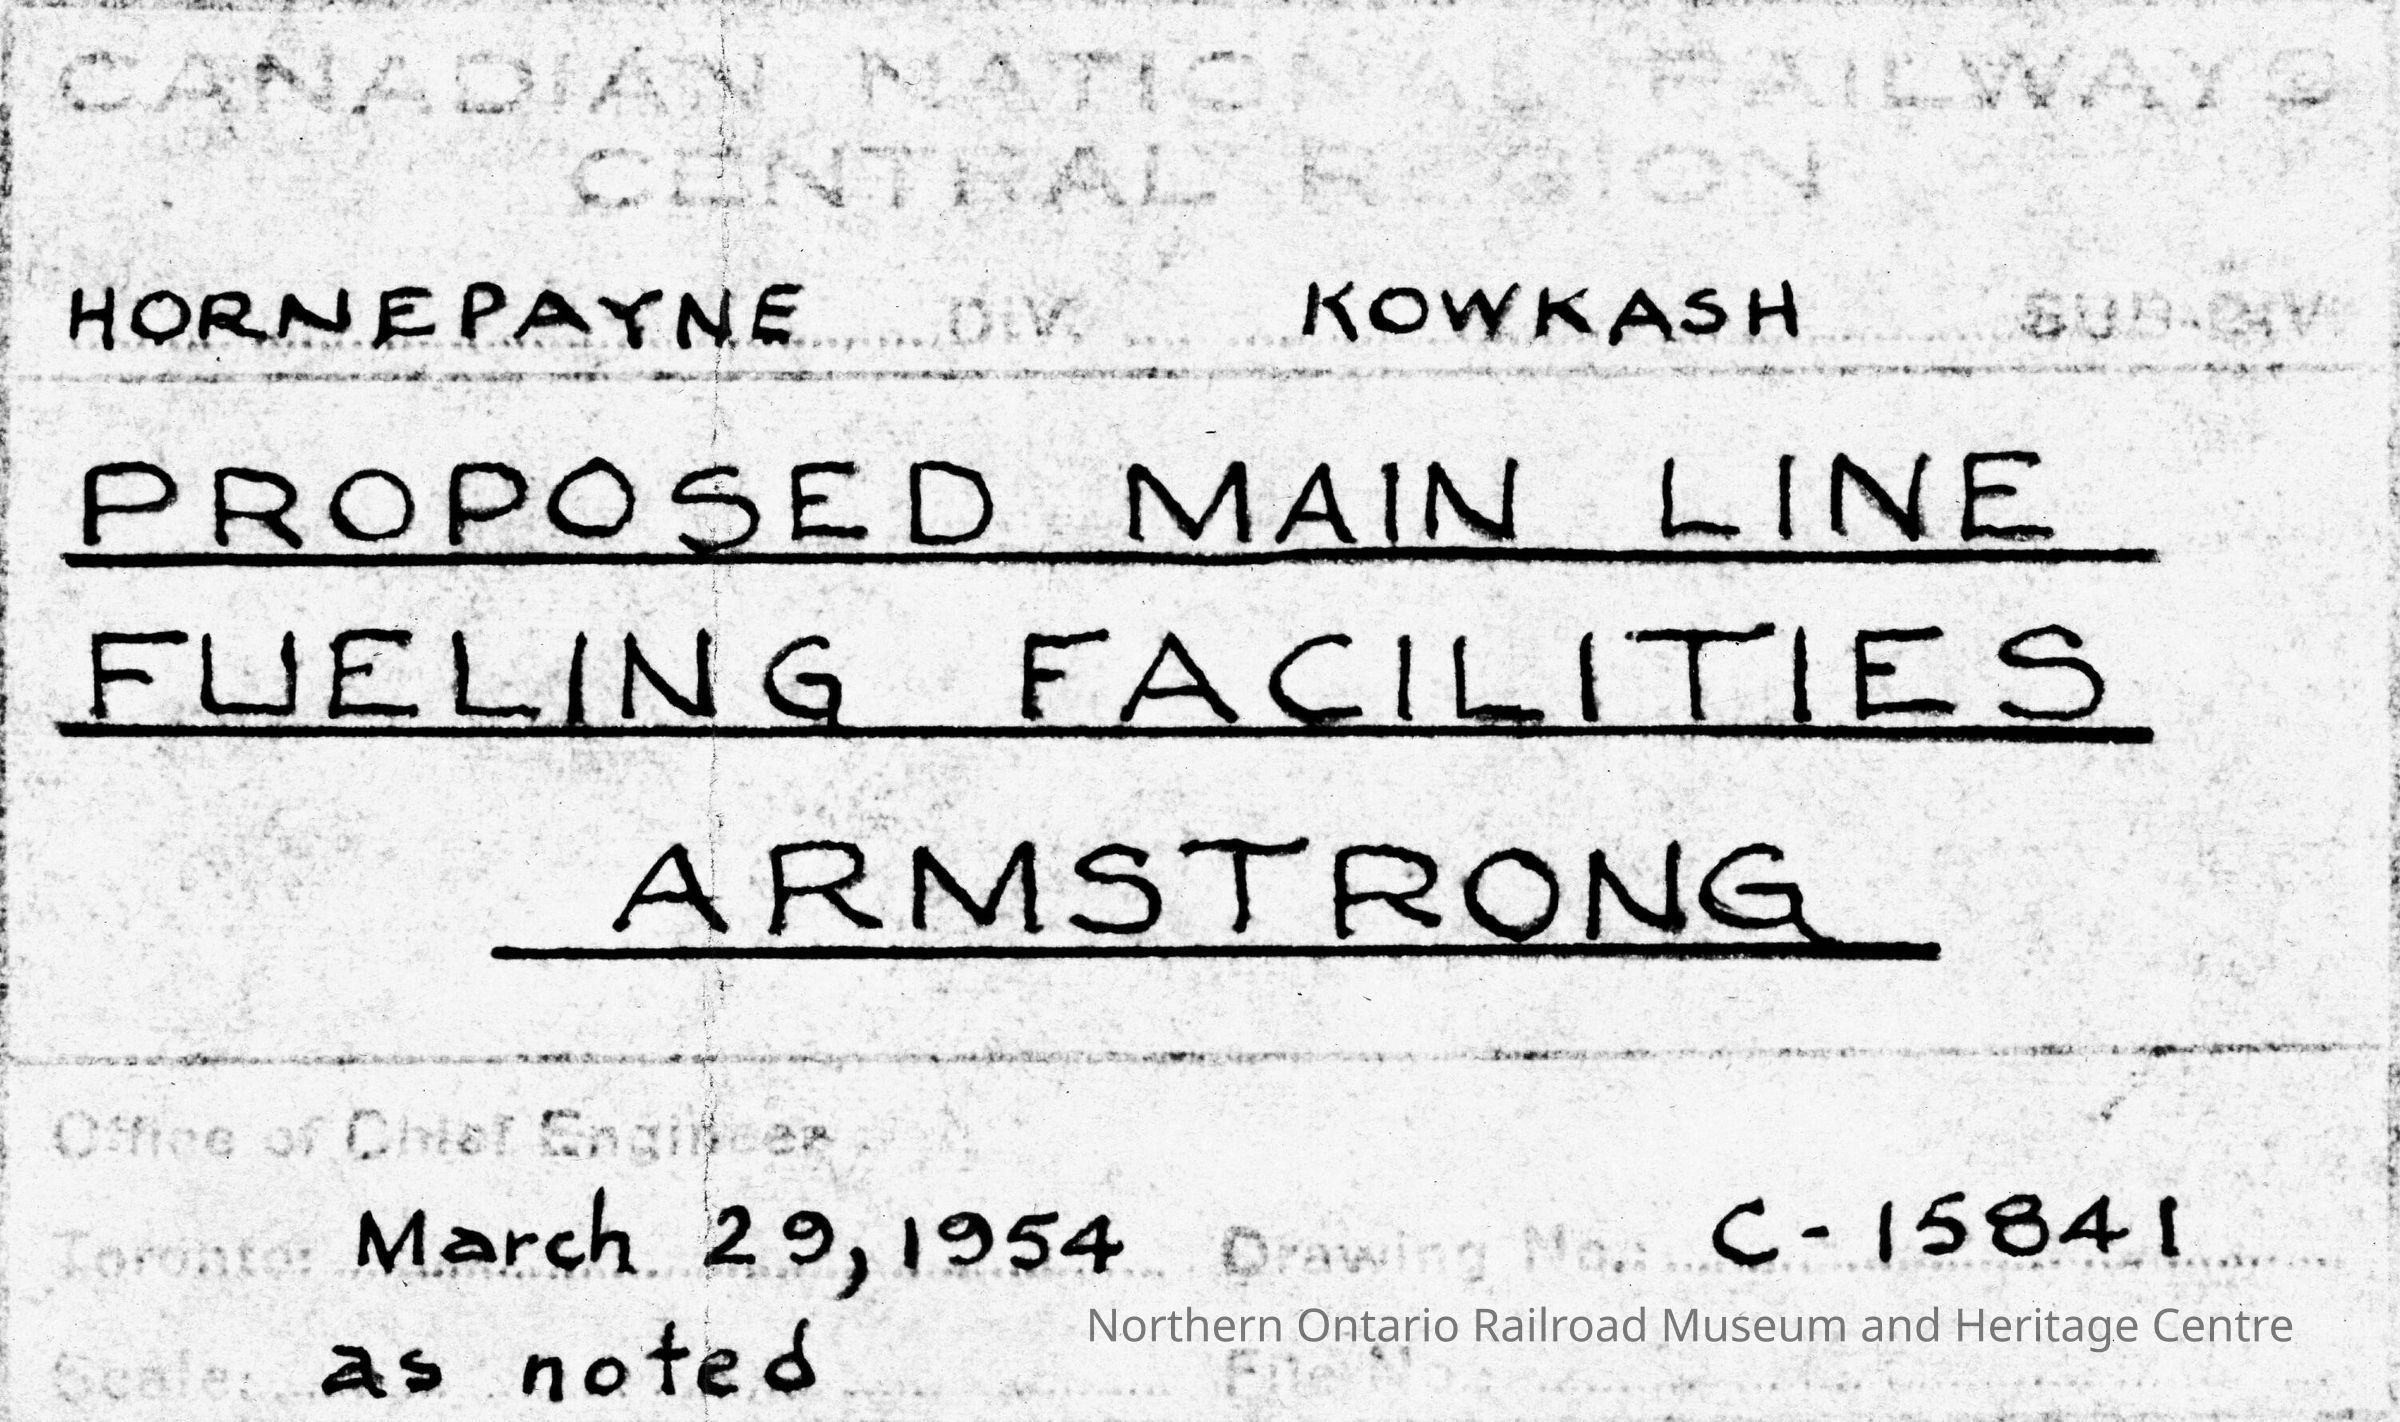 CANADIAN NATIONAL RAILWAYS
CENTRAL REGION
HORNEPAYNE DIV. KOWKASH SUB-DIV.
PROPOSED MAIN LINE
FUELING FACILITIES
ARMSTRONG
Office of Chief Engineer
Toronto: March 29, 1954 Drawing No.: C-15841
Scale: as noted File No.:
Northern Ontario Railroad Museum and Heritage Centre